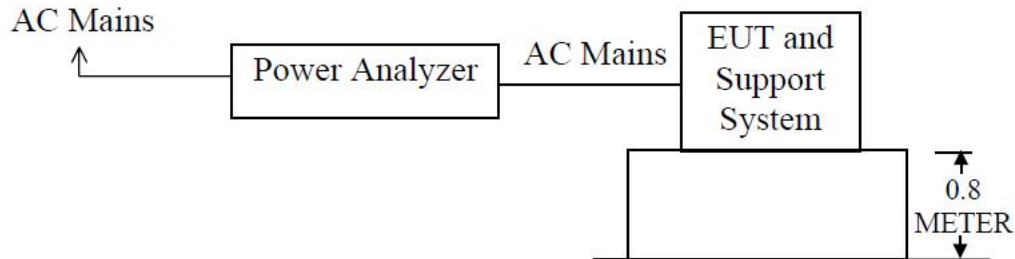 AC Mains
Power Analyzer
AC Mains
EUT and
Support
System
0.8
METER